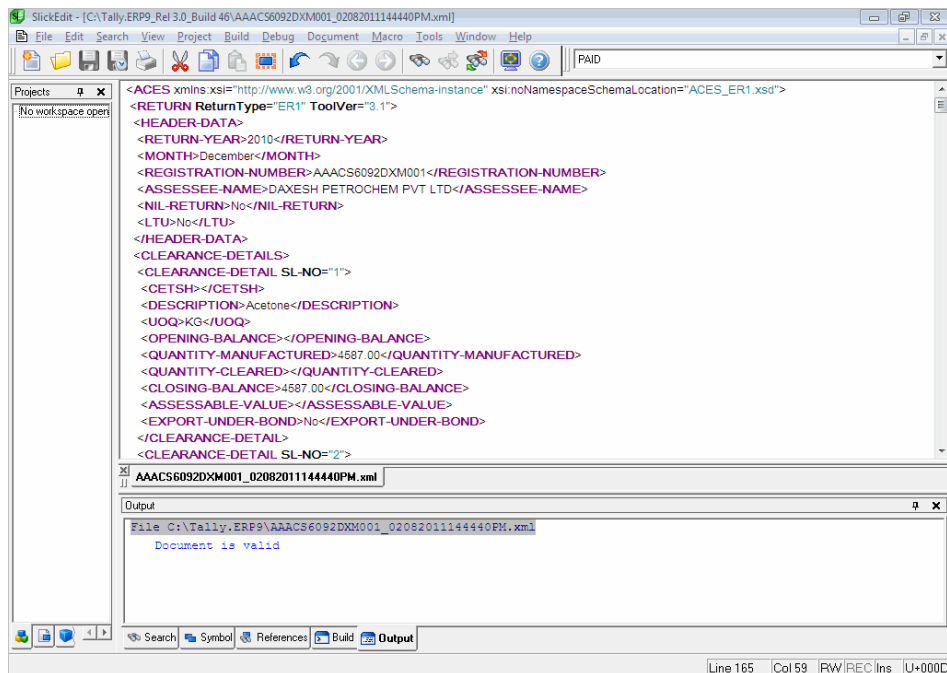 SlickEdit - [C:\Tally.ERP9_Rel 3.0_Build 46\AAACS6092DXM001_02082011144440PM.xml]
File Edit Search View Project Build Debug Document Macro Tools Window Help
PAID
Projects
No workspace open
<ACES xmlns:xsi="http://www.w3.org/2001/XMLSchema-instance" xsi:noNamespaceSchemaLocation="ACES_ER1.xsd">
<RETURN ReturnType="ER1" ToolVer="3.1">
<HEADER-DATA>
<RETURN-YEAR>2010</RETURN-YEAR>
<MONTH>December</MONTH>
<REGISTRATION-NUMBER>AAACS6092DXM001</REGISTRATION-NUMBER>
<ASSESSEE-NAME>DAXESH PETROCHEM PVT LTD</ASSESSEE-NAME>
<NIL-RETURN>No</NIL-RETURN>
<LTU>No</LTU>
</HEADER-DATA>
<CLEARANCE-DETAILS>
<CLEARANCE-DETAIL SL-NO="1">
<CETSH></CETSH>
<DESCRIPTION>Acetone</DESCRIPTION>
<UOQ>KG</UOQ>
<OPENING-BALANCE></OPENING-BALANCE>
<QUANTITY-MANUFACTURED>4587.00</QUANTITY-MANUFACTURED>
<QUANTITY-CLEARED></QUANTITY-CLEARED>
<CLOSING-BALANCE>4587.00</CLOSING-BALANCE>
<ASSESSABLE-VALUE></ASSESSABLE-VALUE>
<EXPORT-UNDER-BOND>No</EXPORT-UNDER-BOND>
</CLEARANCE-DETAIL>
<CLEARANCE-DETAIL SL-NO="2">
AAACS6092DXM001_02082011144440PM.xml
Output
File C:\Tally.ERP9\AAACS6092DXM001_02082011144440PM.xml
Document is valid
Search Symbol References Build Output
Line 165 Col 59 RW REC Ins U+000D